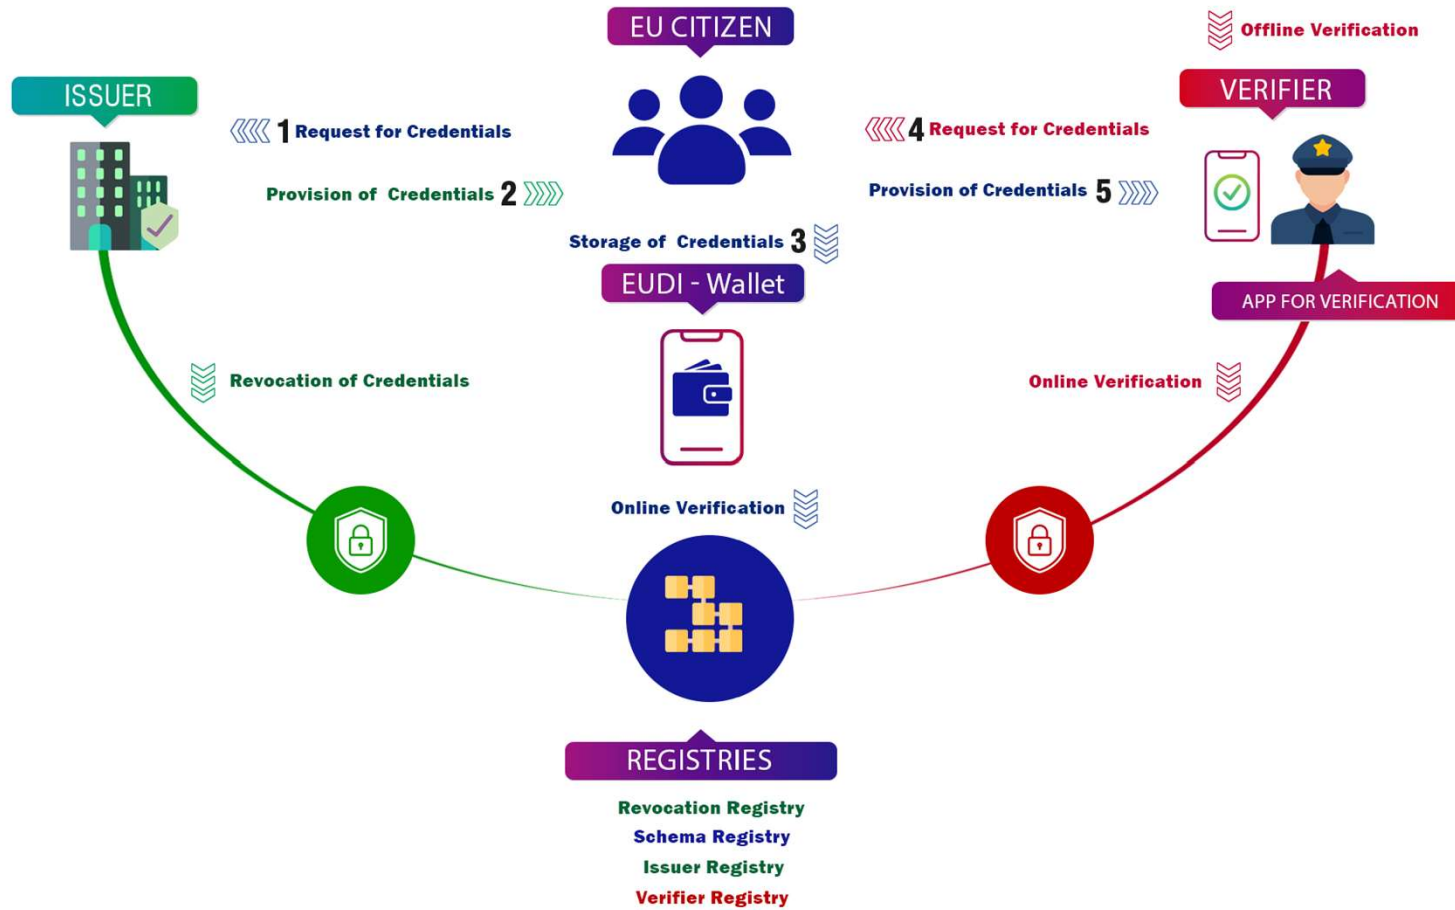 EU CITIZEN
Offline Verification
ISSUER
VERIFIER
1 Request for Credentials
4 Request for Credentials
Provision of Credentials 2
Provision of Credentials 5
Storage of Credentials 3
EUDI - Wallet
APP FOR VERIFICATION
Revocation of Credentials
Online Verification
Online Verification
REGISTRIES
Revocation Registry
Schema Registry
Issuer Registry
Verifier Registry